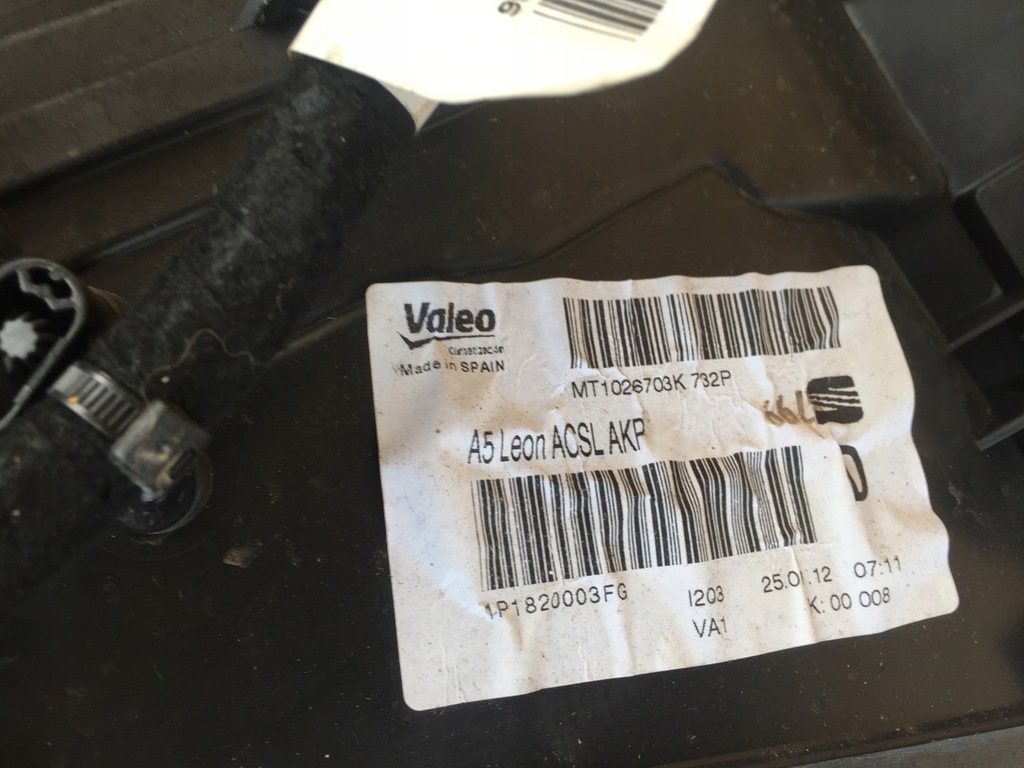 Valeo
Climatización
Made in SPAIN
MT1026703K 732P
A5 Leon ACSL AKP
D
1P1820003FG
I203
25.01.12 07:11
VA1
K: 00 008